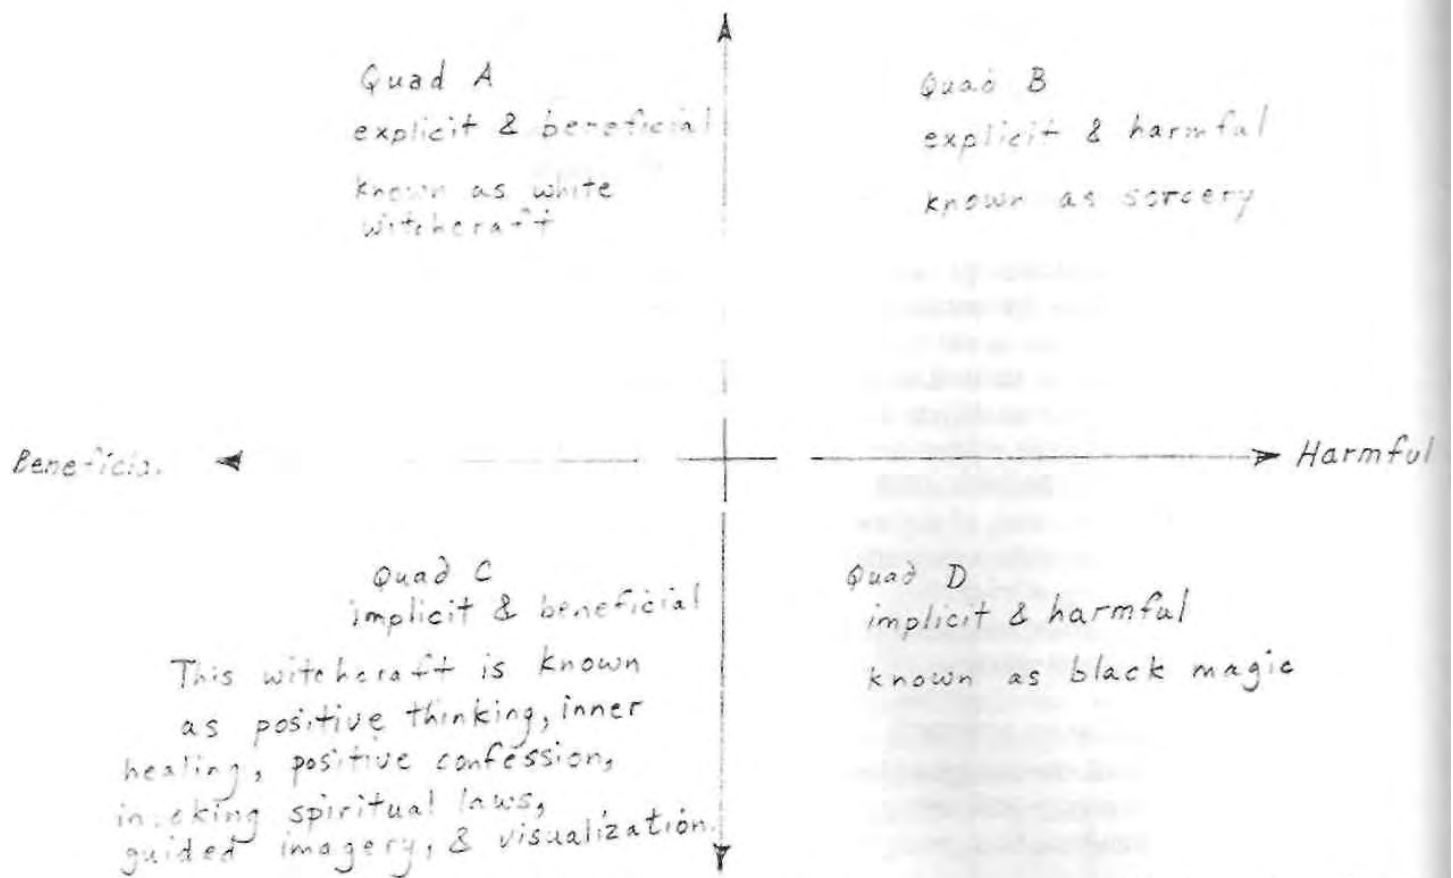 Quad A
explicit & beneficial
known as white
witchcraft
Quad B
explicit & harmful
known as sorcery
Beneficial
Harmful
Quad C
implicit & beneficial
This witchcraft is known
as positive thinking, inner
healing, positive confession,
invoking spiritual laws,
guided imagery, & visualization.
Quad D
implicit & harmful
known as black magic